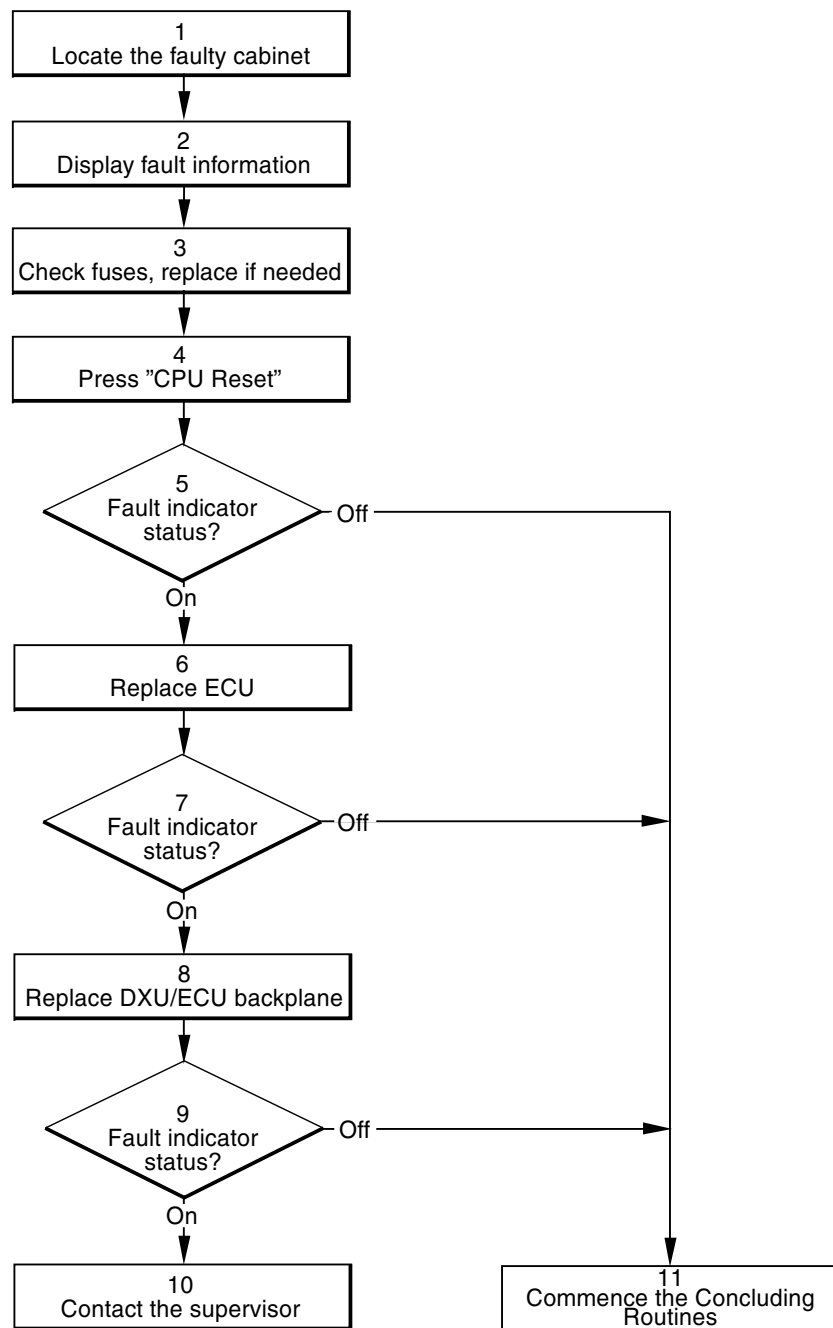 1
Locate the faulty cabinet
2
Display fault information
3
Check fuses, replace if needed
4
Press ”CPU Reset”
5
Fault indicator
status?
Off
On
6
Replace ECU
7
Fault indicator
status?
Off
On
8
Replace DXU/ECU backplane
9
Fault indicator
status?
Off
On
10
Contact the supervisor
11
Commence the Concluding
Routines